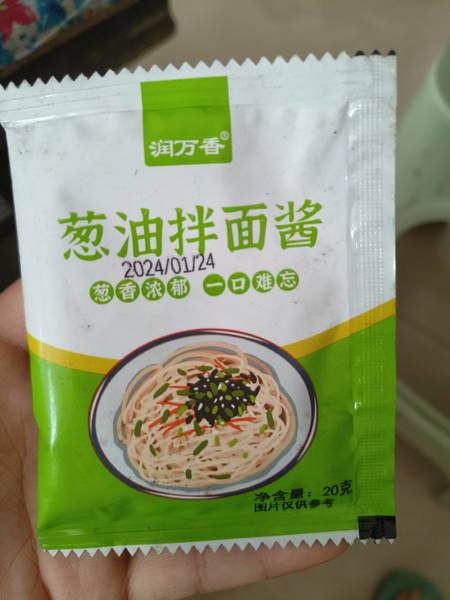 润万香®
葱油拌面酱
2024/01/24
葱香浓郁 一口难忘
净含量：20克
图片仅供参考